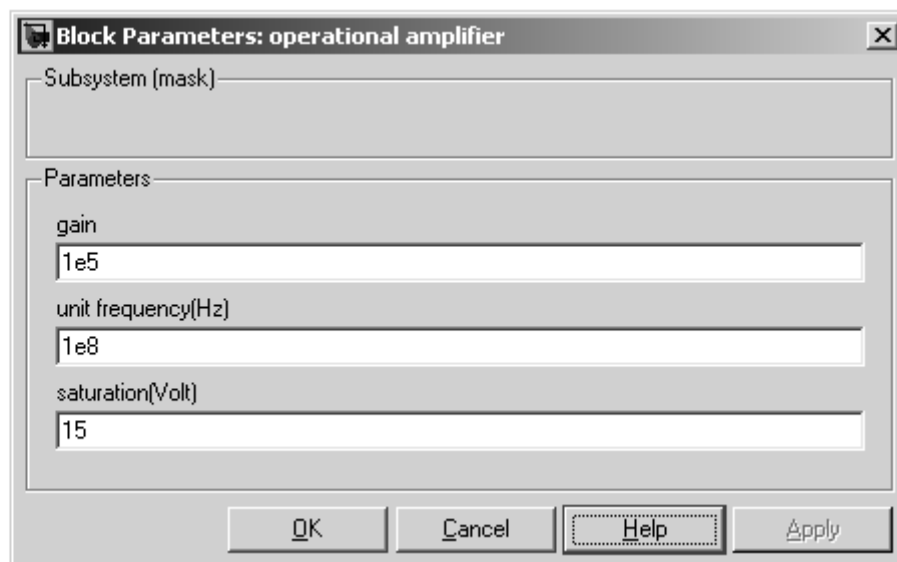 Block Parameters: operational amplifier
Subsystem (mask)
Parameters
gain
1e5
unit frequency(Hz)
1e8
saturation(Volt)
15
OK Cancel Help Apply